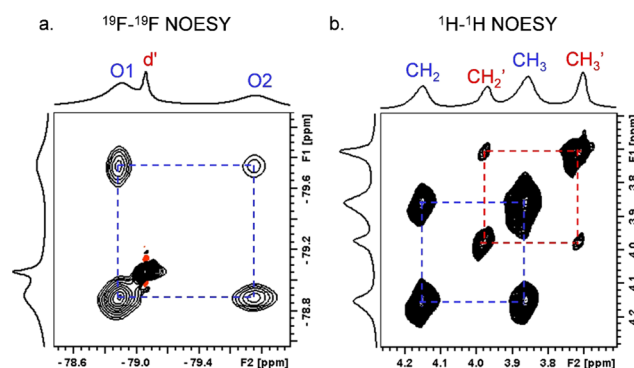 a. ¹⁹F-¹⁹F NOESY
O1 d' O2
F1 [ppm]
-79.6
-79.2
-78.8
-78.6 -79.0 -79.4 F2 [ppm]
b. ¹H-¹H NOESY
CH₂ CH₂’ CH₃ CH₃’
F1 [ppm]
3.8
3.9
4.0
4.1
4.2
4.2 4.1 4.0 3.9 3.8 F2 [ppm]